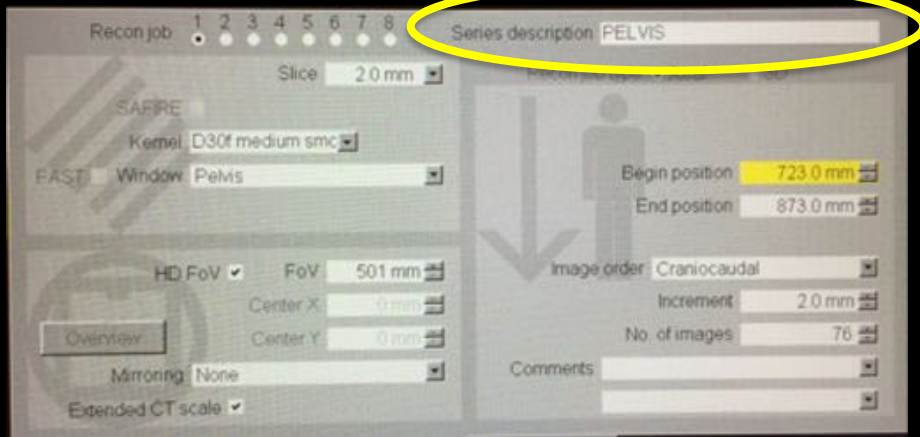 Recon job 1 2 3 4 5 6 7 8
Series description PELVIS
Slice 2.0 mm
SAFIRE
Kernel D30f medium smo
FAST Window Pelvis
Begin position 723.0 mm
End position 873.0 mm
HD FoV FoV 501 mm
Center X 0 mm
Center Y 0 mm
Overview
Mirroring None
Extended CT scale
Image order Craniocaudal
Increment 2.0 mm
No. of images 76
Comments